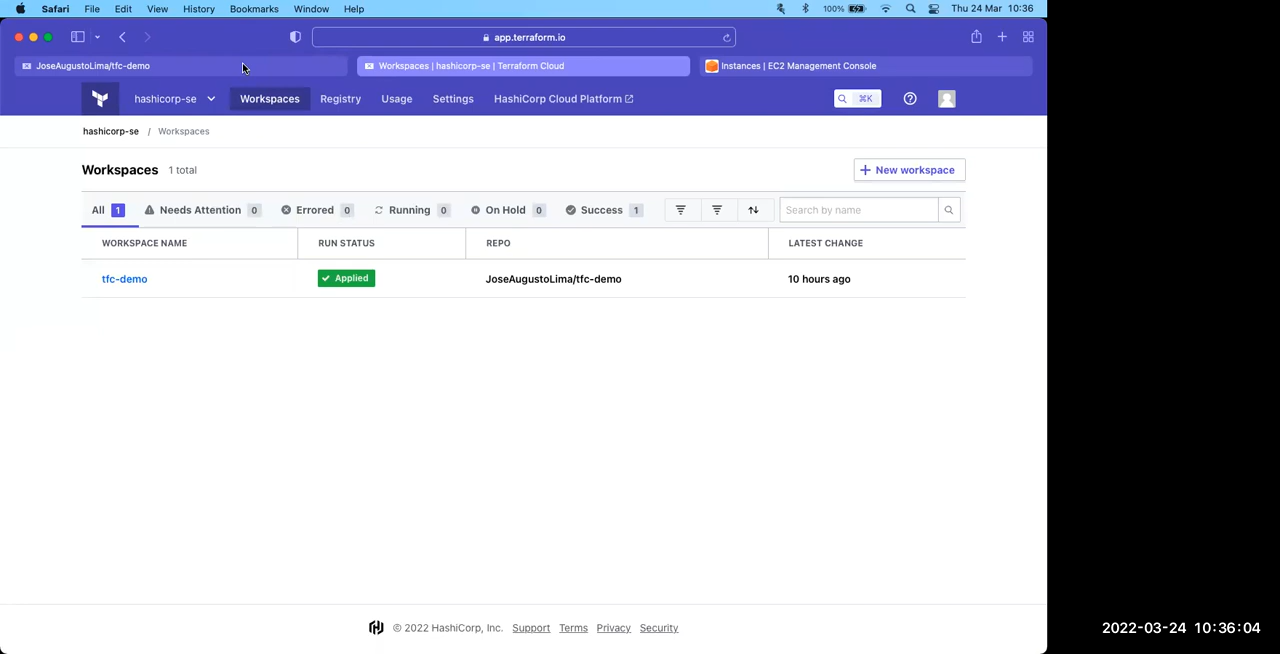 Safari File Edit View History Bookmarks Window Help 100% Thu 24 Mar 10:36
app.terraform.io
JoseAugustoLima/tfc-demo Workspaces | hashicorp-se | Terraform Cloud Instances | EC2 Management Console
hashicorp-se Workspaces Registry Usage Settings HashiCorp Cloud Platform ⌘K
hashicorp-se / Workspaces
Workspaces 1 total + New workspace
All 1 Needs Attention 0 Errored 0 Running 0 On Hold 0 Success 1 Search by name
WORKSPACE NAME RUN STATUS REPO LATEST CHANGE
tfc-demo Applied JoseAugustoLima/tfc-demo 10 hours ago
© 2022 HashiCorp, Inc. Support Terms Privacy Security
2022-03-24 10:36:04